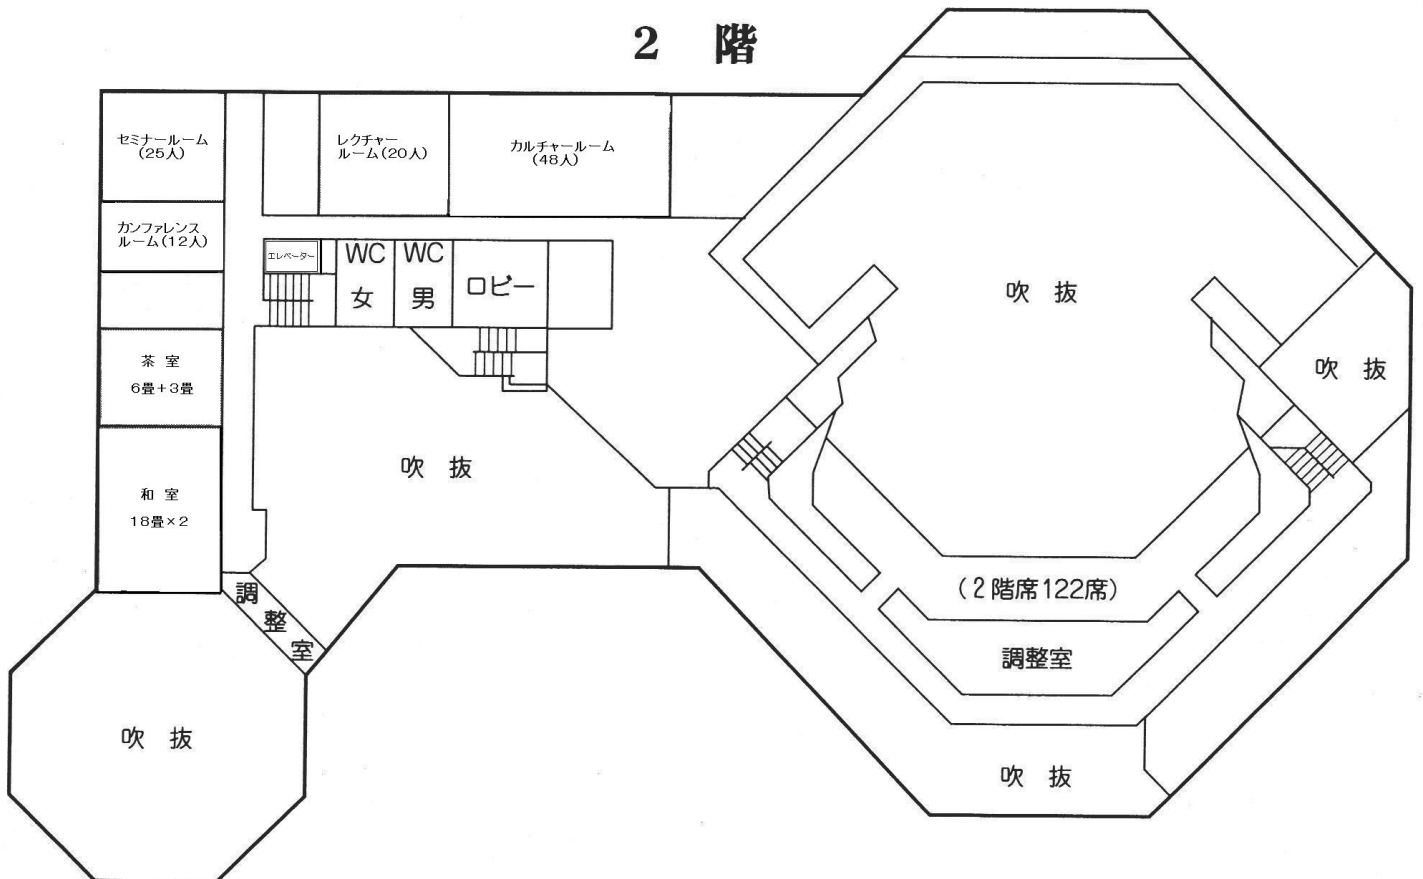 2 階
セミナールーム
(25人)
レクチャー
ルーム(20人)
カルチャールーム
(48人)
カンファレンス
ルーム(12人)
エレベーター
WC
女
WC
男
ロビー
吹 抜
吹 抜
茶 室
6畳+3畳
吹 抜
和 室
18畳×2
(2階席122席)
調整室
調整室
吹 抜
吹 抜